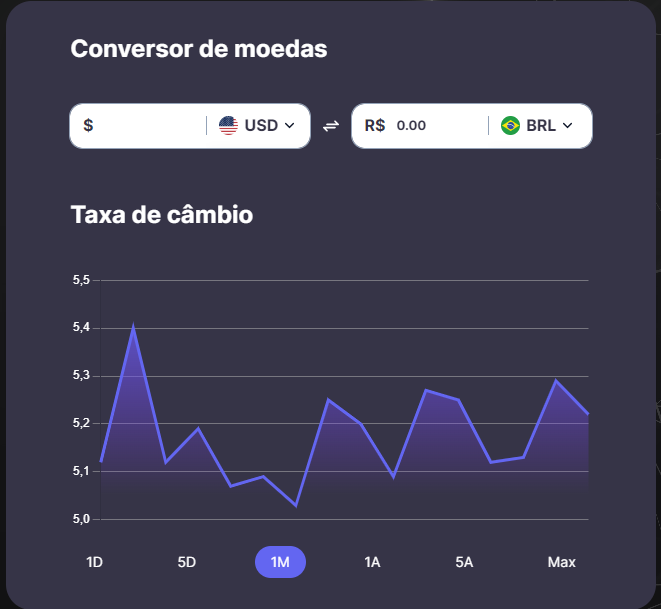 Conversor de moedas
$ USD R$ 0.00 BRL
Taxa de câmbio
5,5
5,4
5,3
5,2
5,1
5,0
1D 5D 1M 1A 5A Max